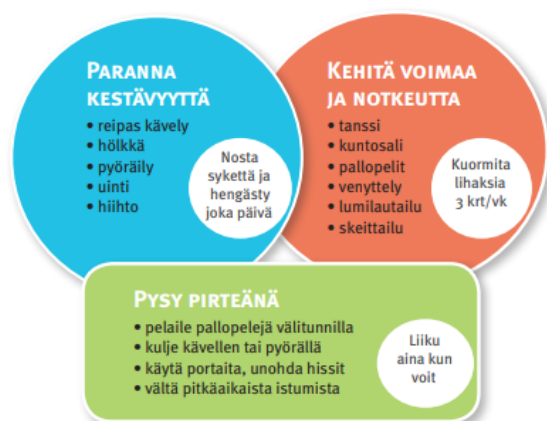 PARANNA
KESTÄVYYTTÄ
• reipas kävely
• hölkkä
• pyöräily
• uinti
• hiihto
Nosta
sykettä ja
hengästy
joka päivä
KEHITÄ VOIMAA
JA NOTKEUTTA
• tanssi
• kuntosali
• pallopelit
• venyttely
• lumilautailu
• skeittailu
Kuormita
lihaksia
3 krt/vk
PYSY PIRTEÄNÄ
• pelaile pallopelejä välitunnilla
• kulje kävellen tai pyörällä
• käytä portaita, unohda hissit
• vältä pitkäaikaista istumista
Liiku
aina kun
voit